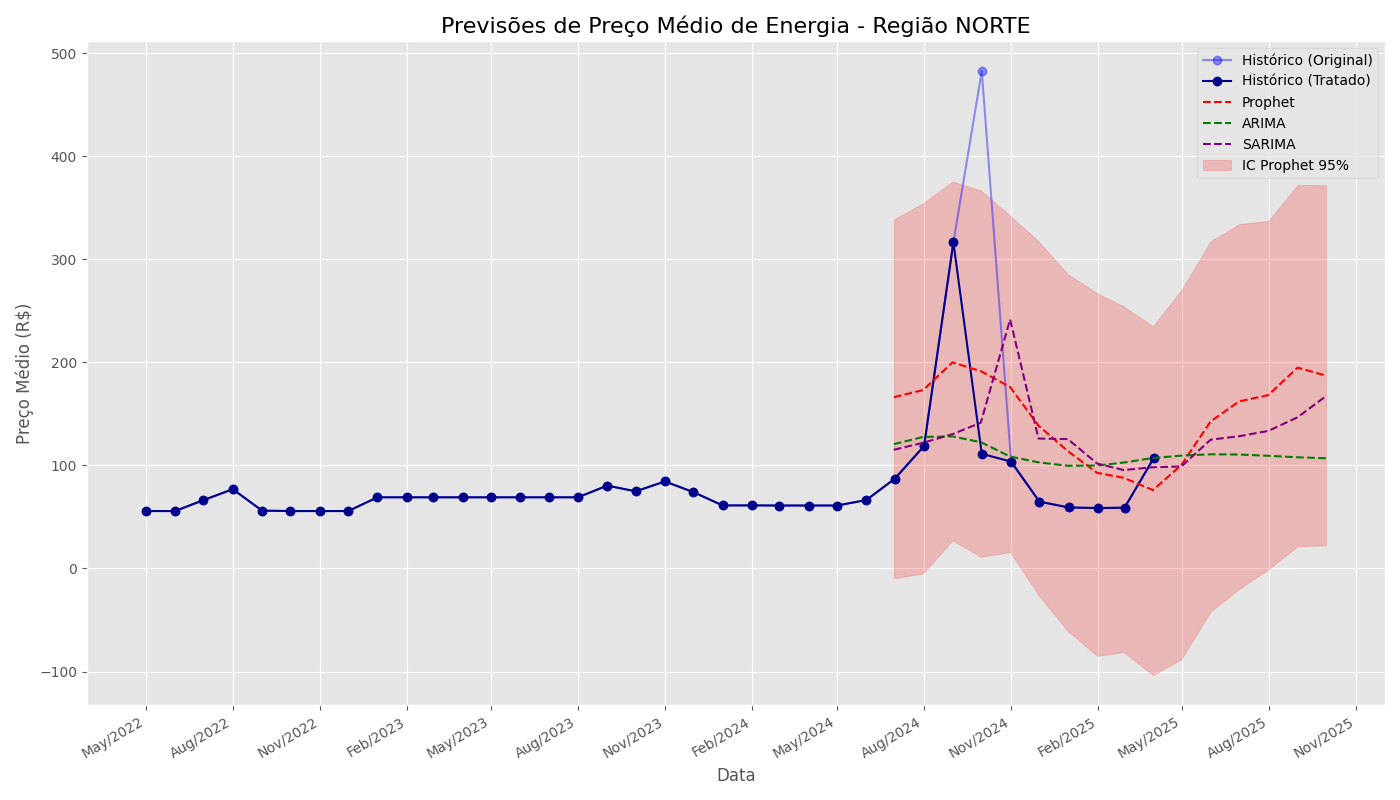 Previsões de Preço Médio de Energia - Região NORTE
Histórico (Original)
Histórico (Tratado)
Prophet
ARIMA
SARIMA
IC Prophet 95%
Preço Médio (R$)
500
400
300
200
100
0
−100
May/2022
Aug/2022
Nov/2022
Feb/2023
May/2023
Aug/2023
Nov/2023
Feb/2024
May/2024
Aug/2024
Nov/2024
Feb/2025
May/2025
Aug/2025
Nov/2025
Data